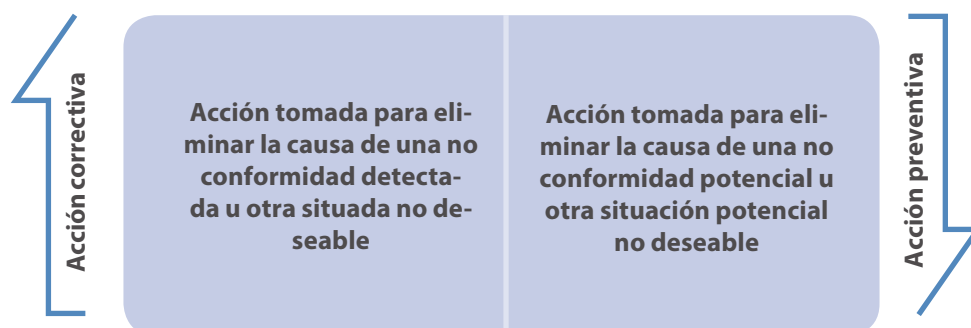 Acción correctiva
Acción tomada para eli-
minar la causa de una no
conformidad detecta-
da u otra situada no de-
seable
Acción tomada para eli-
minar la causa de una no
conformidad potencial u
otra situación potencial
no deseable
Acción preventiva